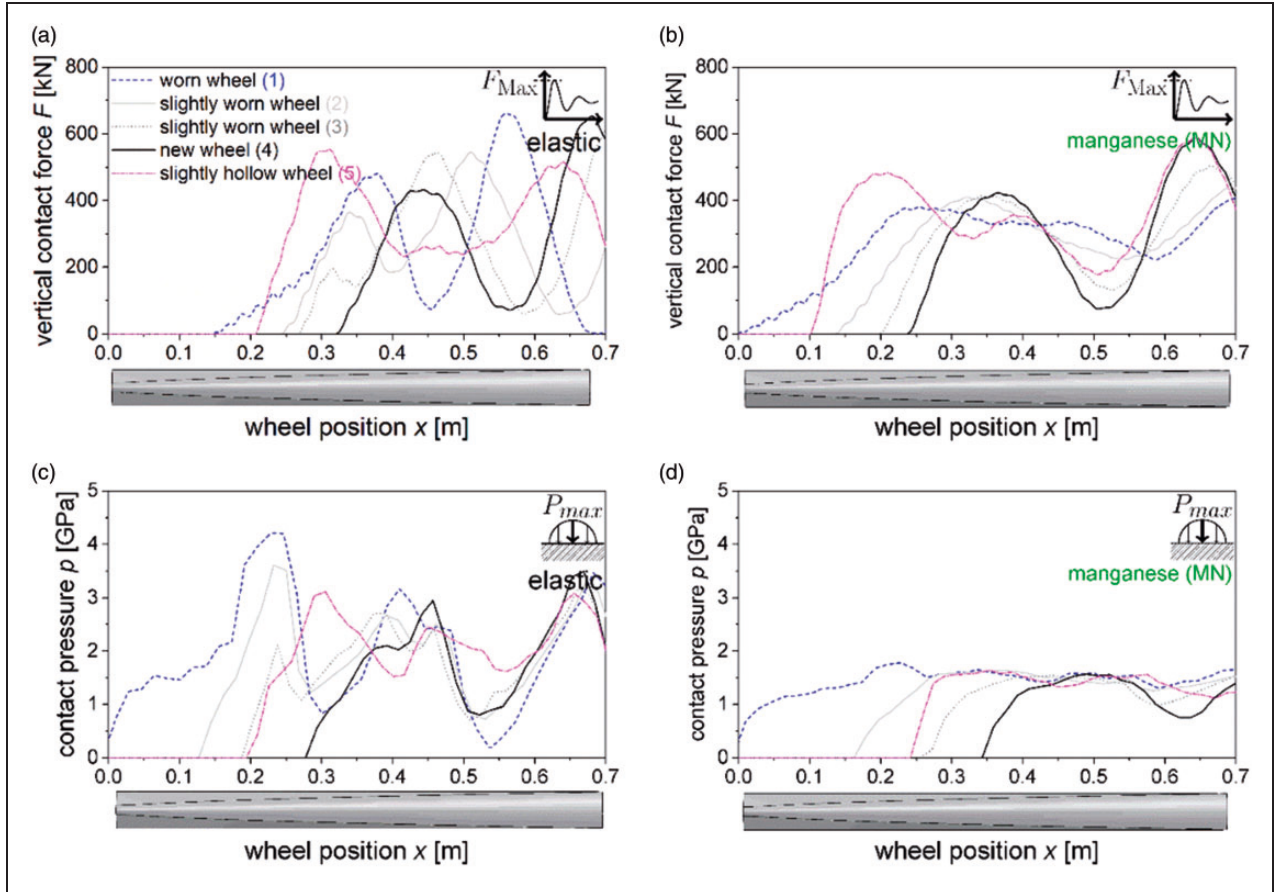 (a)
vertical contact force F [kN]
800
600
400
200
0
worn wheel (1)
slightly worn wheel (2)
slightly worn wheel (3)
new wheel (4)
slightly hollow wheel (5)
F Max
elastic
0.0 0.1 0.2 0.3 0.4 0.5 0.6 0.7
wheel position x [m]
(b)
vertical contact force F [kN]
800
600
400
200
0
F Max
manganese (MN)
0.0 0.1 0.2 0.3 0.4 0.5 0.6 0.7
wheel position x [m]
(c)
contact pressure p [GPa]
5
4
3
2
1
0
P max
elastic
0.0 0.1 0.2 0.3 0.4 0.5 0.6 0.7
wheel position x [m]
(d)
contact pressure p [GPa]
5
4
3
2
1
0
P max
manganese (MN)
0.0 0.1 0.2 0.3 0.4 0.5 0.6 0.7
wheel position x [m]